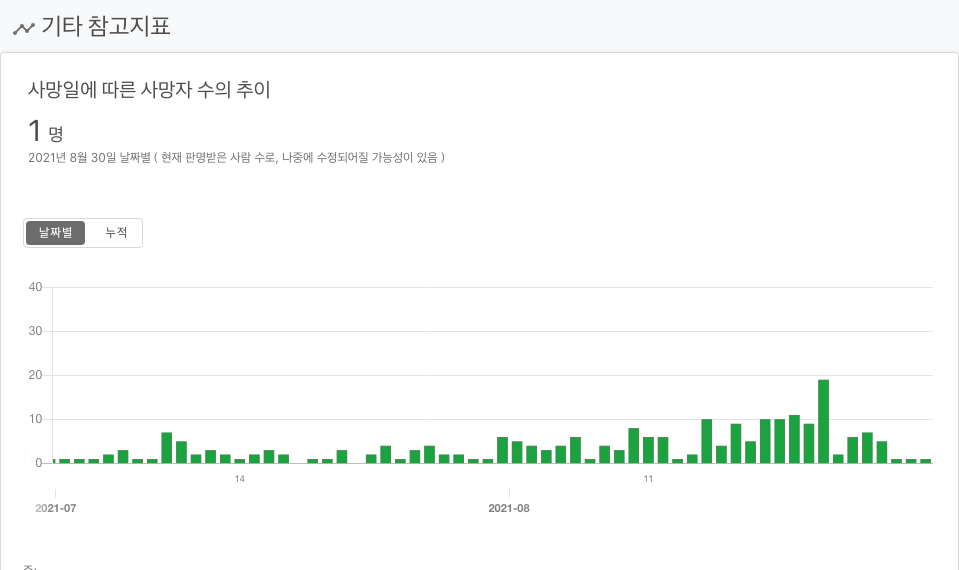 기타 참고지표
사망일에 따른 사망자 수의 추이
1 명
2021년 8월 30일 날짜별 ( 현재 판명받은 사람 수로, 나중에 수정되어질 가능성이 있음 )
날짜별 누적
40
30
20
10
0
14 11
2021-07 2021-08